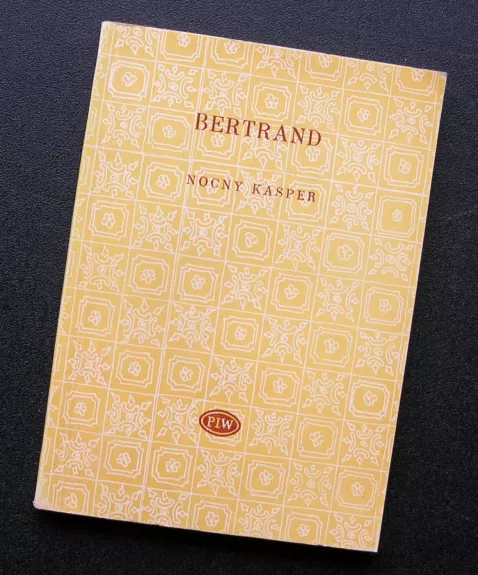 BERTRAND
NOCNY KASPER
PIW